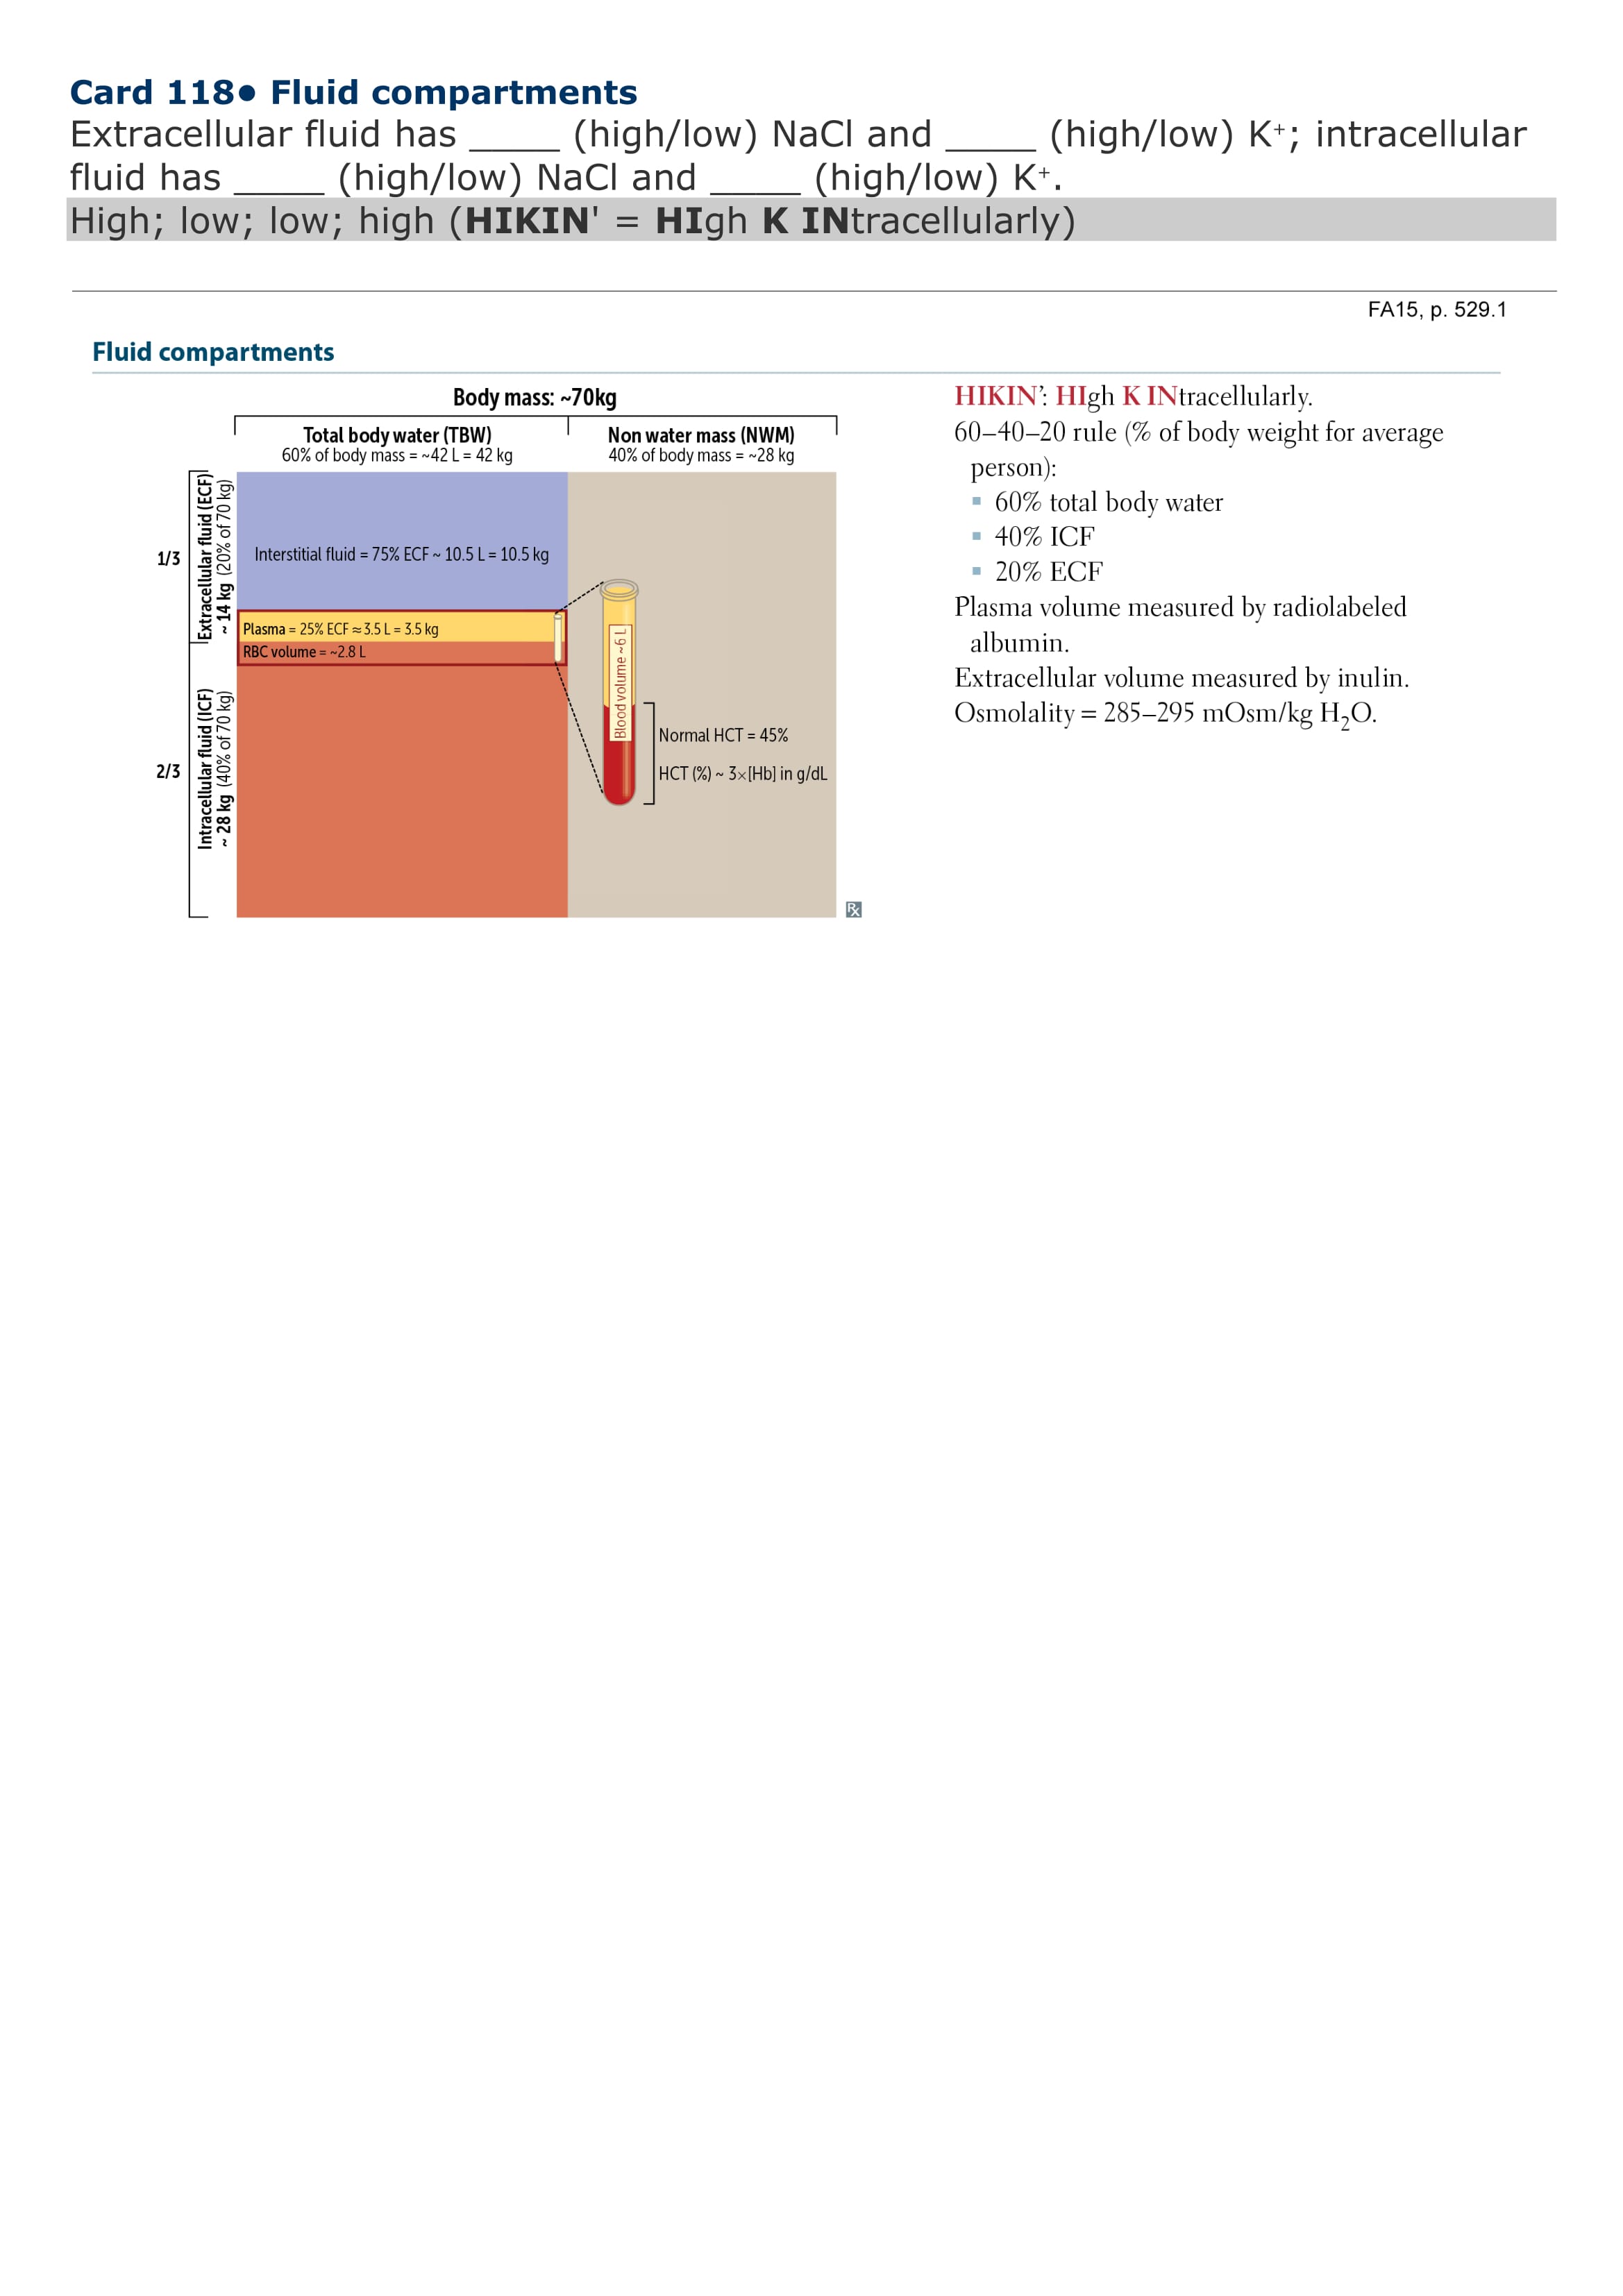 Card 118● Fluid compartments
Extracellular fluid has _____ (high/low) NaCl and _____ (high/low) K⁺; intracellular
fluid has _____ (high/low) NaCl and _____ (high/low) K⁺.
High; low; low; high (HIKIN' = HIgh K INtracellularly)
FA15, p. 529.1
Fluid compartments
Body mass: ~70kg
Total body water (TBW)
60% of body mass = ~42 L = 42 kg
Non water mass (NWM)
40% of body mass = ~28 kg
1/3
Extracellular fluid (ECF)
~ 14 kg (20% of 70 kg)
Interstitial fluid = 75% ECF ~ 10.5 L = 10.5 kg
Plasma = 25% ECF ≈ 3.5 L = 3.5 kg
RBC volume = ~2.8 L
2/3
Intracellular fluid (ICF)
~ 28 kg (40% of 70 kg)
Blood volume ~6 L
Normal HCT = 45%
HCT (%) ~ 3×[Hb] in g/dL
Rx
HIKIN’: HIgh K INtracellularly.
60–40–20 rule (% of body weight for average
person):
▪ 60% total body water
▪ 40% ICF
▪ 20% ECF
Plasma volume measured by radiolabeled
albumin.
Extracellular volume measured by inulin.
Osmolality = 285–295 mOsm/kg H₂O.